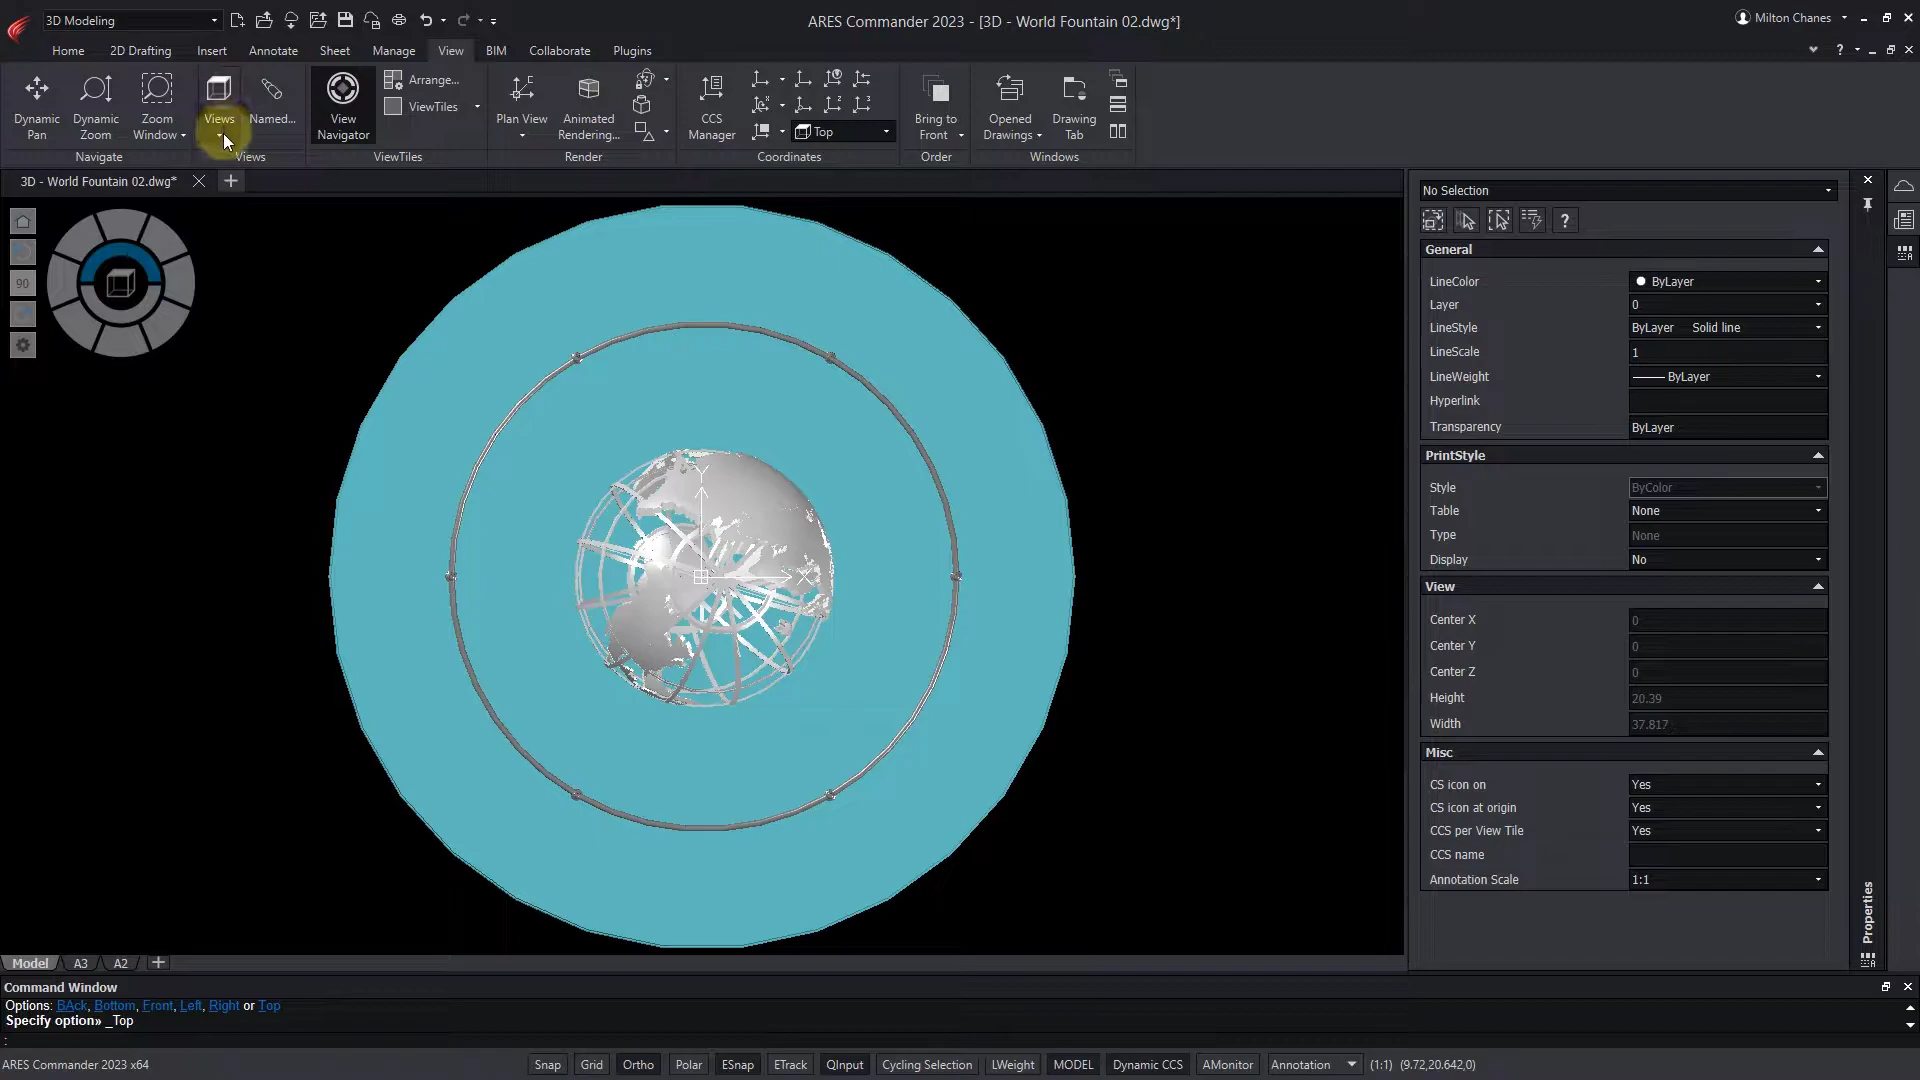 3D Modeling
ARES Commander 2023 - [3D - World Fountain 02.dwg*]
Milton Chanes
Home 2D Drafting Insert Annotate Sheet Manage View BIM Collaborate Plugins
?
Dynamic Pan
Dynamic Zoom
Zoom Window
Navigate
Views
Named...
Views
View Navigator
Arrange...
ViewTiles
ViewTiles
Plan View
Animated Rendering...
Render
CCS Manager
Top
Coordinates
Bring to Front
Order
Opened Drawings
Drawing Tab
Windows
3D - World Fountain 02.dwg*
90
Y
X
No Selection
?
General
LineColor ByLayer
Layer 0
LineStyle ByLayer Solid line
LineScale 1
LineWeight ByLayer
Hyperlink
Transparency ByLayer
PrintStyle
Style ByColor
Table None
Type None
Display No
View
Center X 0
Center Y 0
Center Z 0
Height 20.39
Width 37.817
Misc
CS icon on Yes
CS icon at origin Yes
CCS per View Tile Yes
CCS name
Annotation Scale 1:1
Properties
Model A3 A2
Command Window
Options: BAck, Bottom, Front, Left, Right or Top
Specify option» _Top
:
ARES Commander 2023 x64
Snap Grid Ortho Polar ESnap ETrack QInput Cycling Selection LWeight MODEL Dynamic CCS AMonitor Annotation (1:1) (9.72,20.642,0)